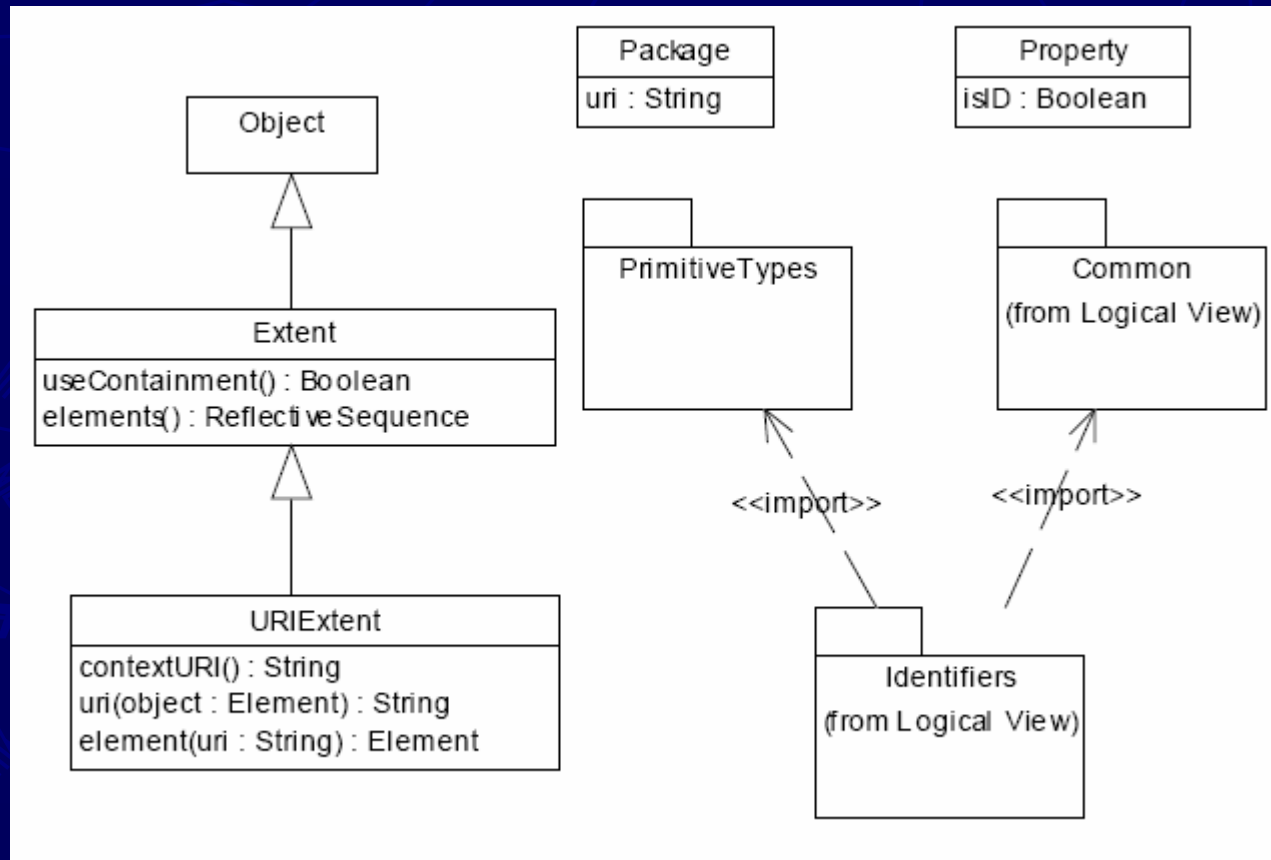 Object
Extent
useContainment() : Boolean
elements() : ReflectiveSequence
URIExtent
contextURI() : String
uri(object : Element) : String
element(uri : String) : Element
Package
uri : String
Property
isID : Boolean
PrimitiveTypes
Common
(from Logical View)
<<import>>
<<import>>
Identifiers
(from Logical View)